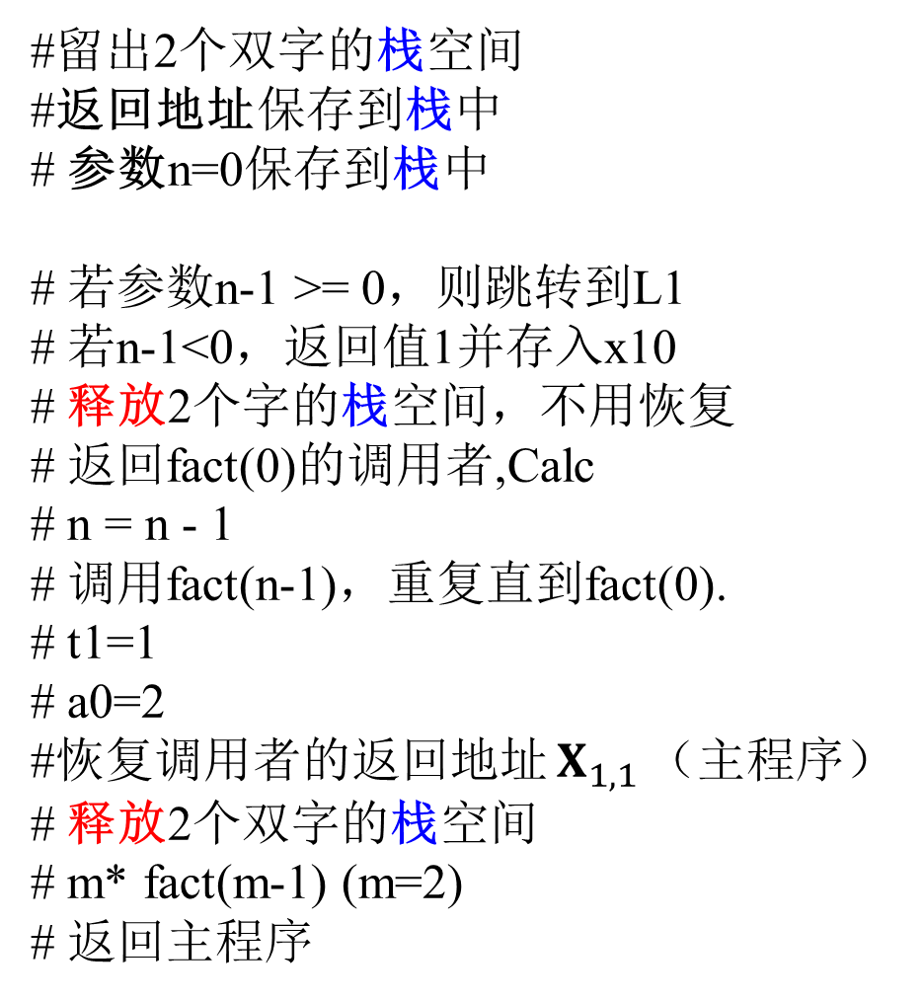 #留出2个双字的栈空间
#返回地址保存到栈中
# 参数n=0保存到栈中
# 若参数n-1 >= 0，则跳转到L1
# 若n-1<0，返回值1并存入x10
# 释放2个字的栈空间，不用恢复
# 返回fact(0)的调用者,Calc
# n = n - 1
# 调用fact(n-1)，重复直到fact(0).
# t1=1
# a0=2
#恢复调用者的返回地址 X1,1 （主程序）
# 释放2个双字的栈空间
# m* fact(m-1) (m=2)
# 返回主程序